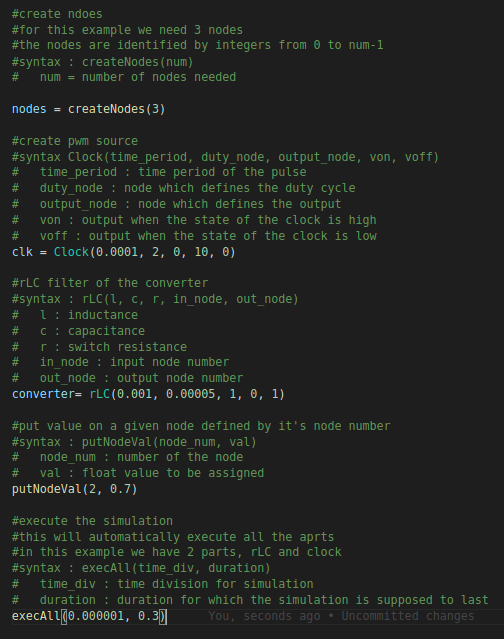 #create ndoes
#for this example we need 3 nodes
#the nodes are identified by integers from 0 to num-1
#syntax : createNodes(num)
#   num = number of nodes needed
nodes = createNodes(3)
#create pwm source
#syntax Clock(time_period, duty_node, output_node, von, voff)
#   time_period : time period of the pulse
#   duty_node : node which defines the duty cycle
#   output_node : node which defines the output
#   von : output when the state of the clock is high
#   voff : output when the state of the clock is low
clk = Clock(0.0001, 2, 0, 10, 0)
#rLC filter of the converter
#syntax : rLC(l, c, r, in_node, out_node)
#   l : inductance
#   c : capacitance
#   r : switch resistance
#   in_node : input node number
#   out_node : output node number
converter= rLC(0.001, 0.00005, 1, 0, 1)
#put value on a given node defined by it's node number
#syntax : putNodeVal(node_num, val)
#   node_num : number of the node
#   val : float value to be assigned
putNodeVal(2, 0.7)
#execute the simulation
#this will automatically execute all the aprts
#in this example we have 2 parts, rLC and clock
#syntax : execAll(time_div, duration)
#   time_div : time division for simulation
#   duration : duration for which the simulation is supposed to last
execAll(0.000001, 0.3)     You, seconds ago • Uncommitted changes